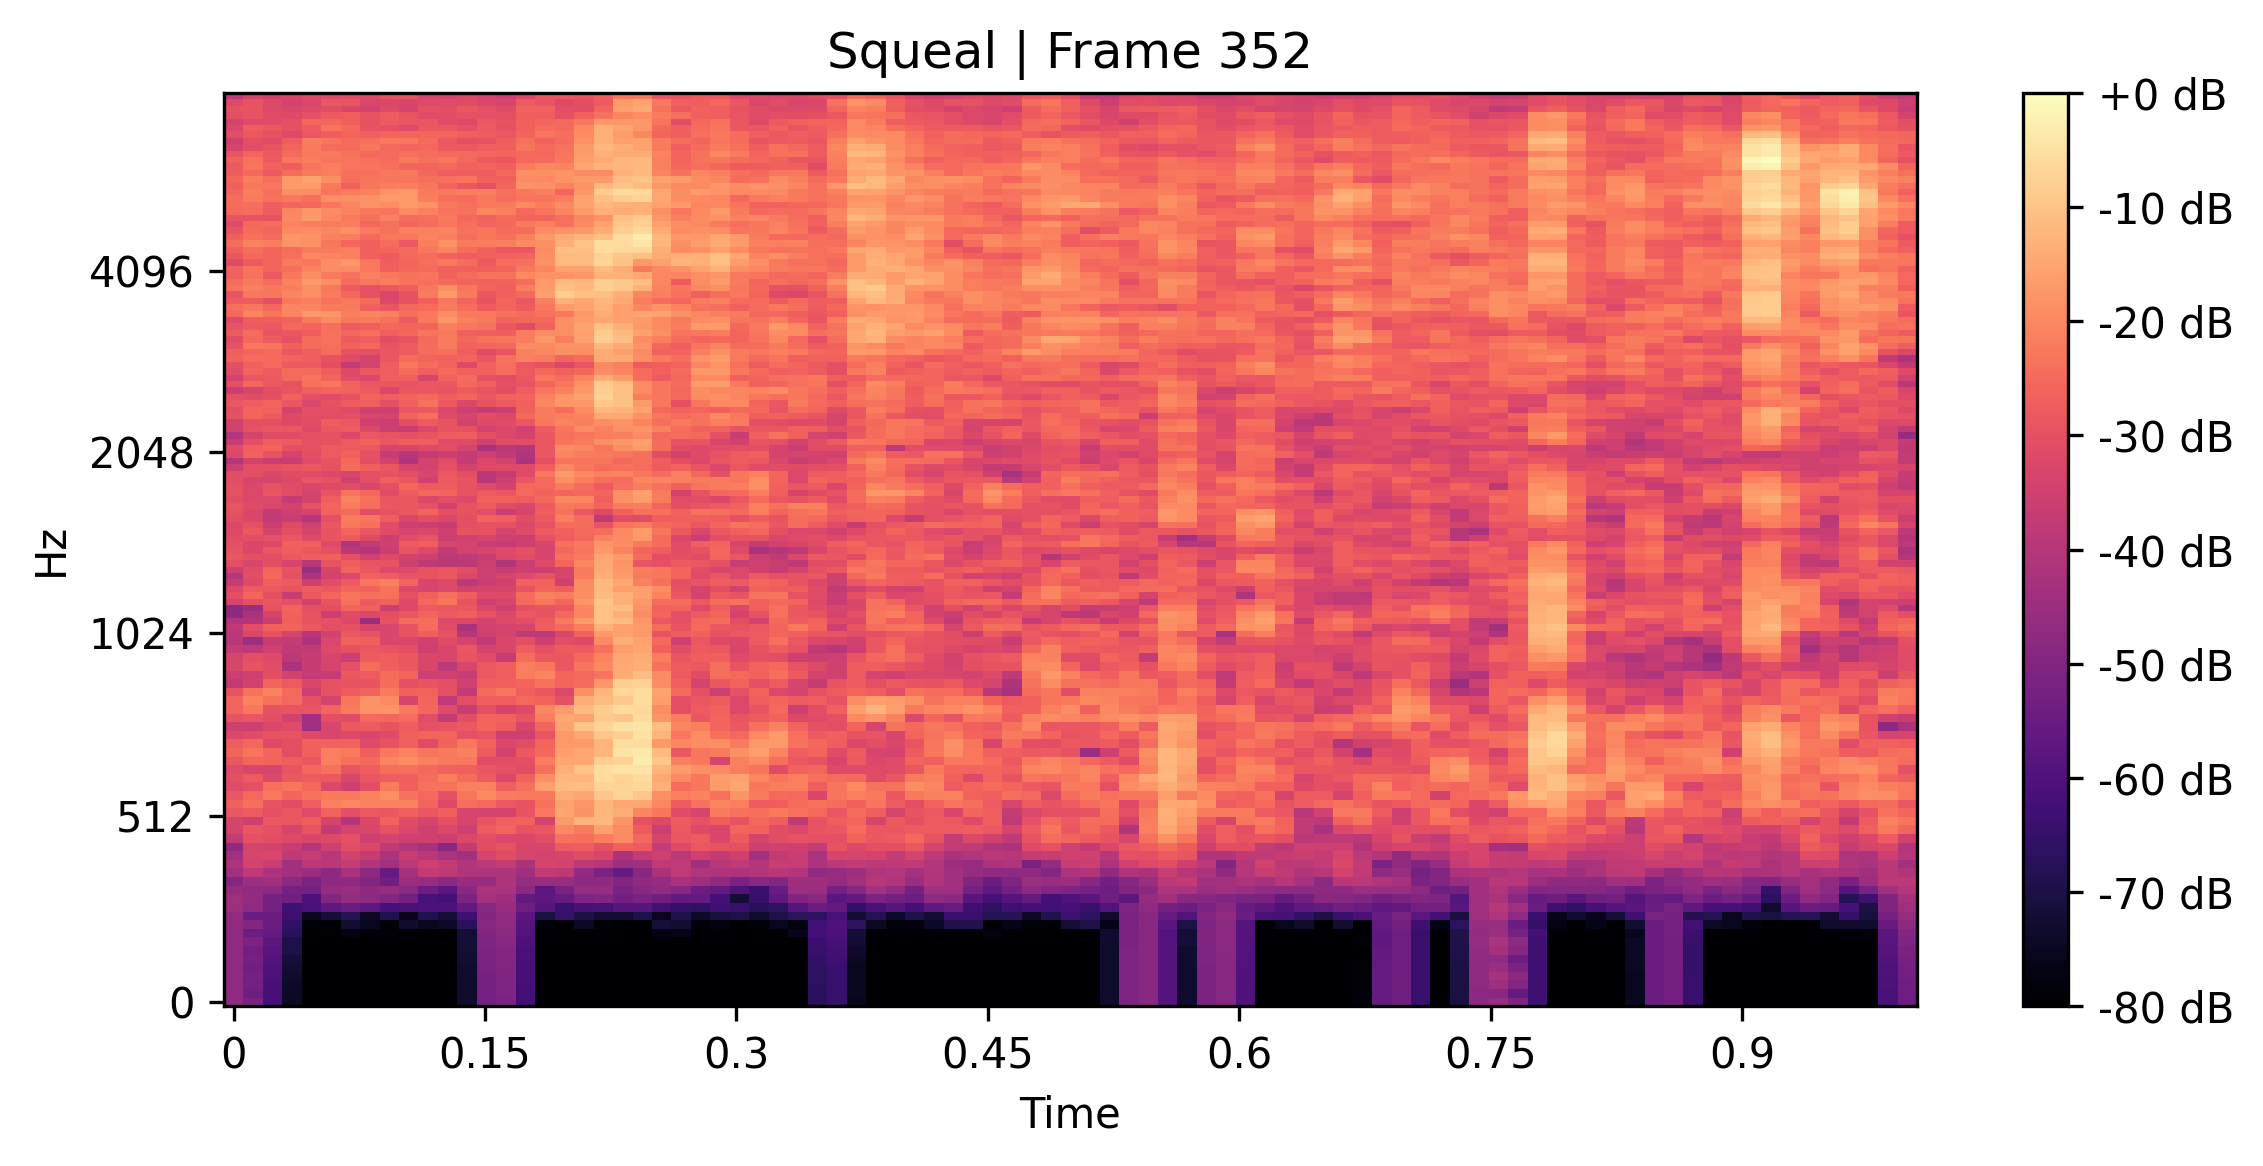 Squeal | Frame 352
+0 dB
-10 dB
-20 dB
-30 dB
-40 dB
-50 dB
-60 dB
-70 dB
-80 dB
Hz
4096
2048
1024
512
0
0 0.15 0.3 0.45 0.6 0.75 0.9
Time